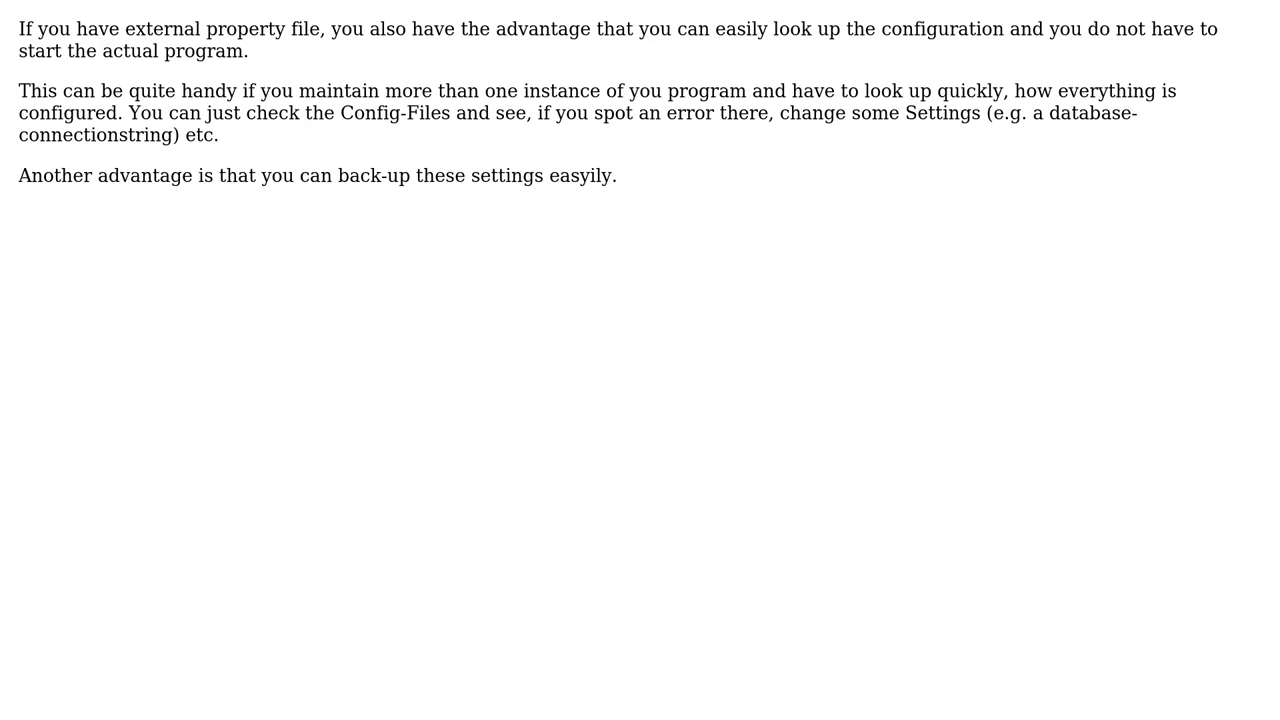 If you have external property file, you also have the advantage that you can easily look up the configuration and you do not have to
start the actual program.
This can be quite handy if you maintain more than one instance of you program and have to look up quickly, how everything is
configured. You can just check the Config-Files and see, if you spot an error there, change some Settings (e.g. a database-
connectionstring) etc.
Another advantage is that you can back-up these settings easyily.